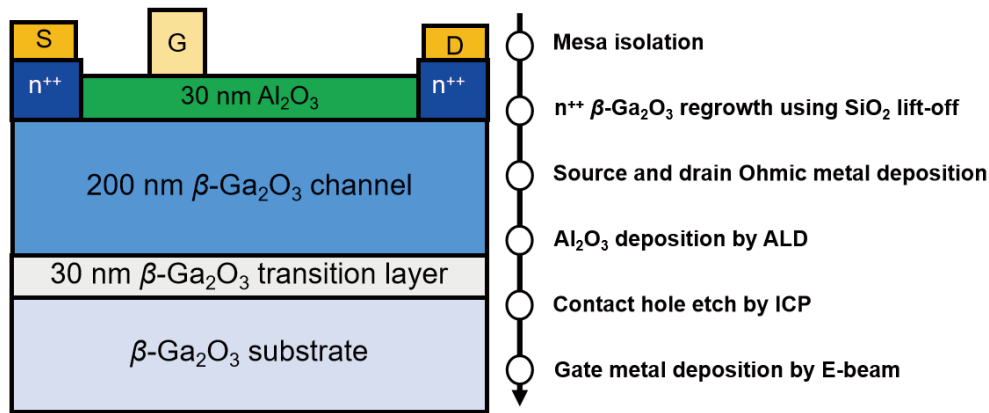 S
G
D
n⁺⁺
n⁺⁺
30 nm Al₂O₃
200 nm β-Ga₂O₃ channel
30 nm β-Ga₂O₃ transition layer
β-Ga₂O₃ substrate
Mesa isolation
n⁺⁺ β-Ga₂O₃ regrowth using SiO₂ lift-off
Source and drain Ohmic metal deposition
Al₂O₃ deposition by ALD
Contact hole etch by ICP
Gate metal deposition by E-beam